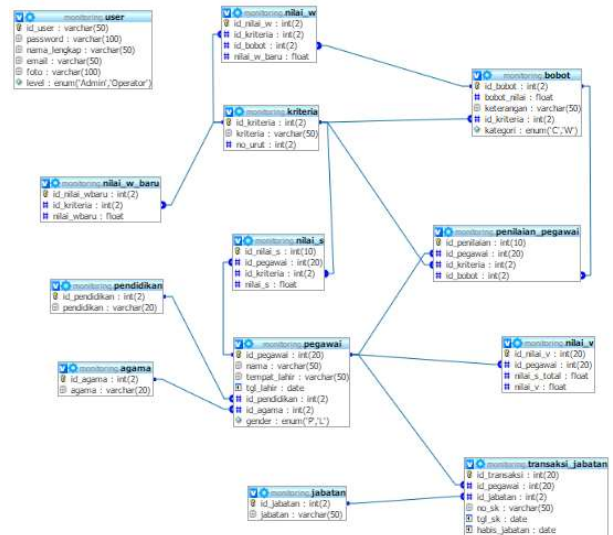 monitoring user
id_user : varchar(50)
password : varchar(100)
nama_lengkap : varchar(50)
email : varchar(50)
foto : varchar(100)
level : enum('Admin','Operator')
monitoring nilai_w
id_nilai_w : int(2)
id_kriteria : int(2)
id_bobot : int(2)
nilai_w_baru : float
monitoring bobot
id_bobot : int(2)
bobot_nilai : float
keterangan : varchar(50)
id_kriteria : int(2)
kategori : enum('C','W')
monitoring kriteria
id_kriteria : int(2)
kriteria : varchar(50)
no_urut : int(2)
monitoring nilai_w_baru
id_nilai_wbaru : int(2)
id_kriteria : int(2)
nilai_wbaru : float
monitoring nilai_s
id_nilai_s : int(10)
id_pegawai : int(20)
id_kriteria : int(2)
nilai_s : float
monitoring penilaian_pegawai
id_penilaian : int(10)
id_pegawai : int(20)
id_kriteria : int(2)
id_bobot : int(2)
monitoring pendidikan
id_pendidikan : int(2)
pendidikan : varchar(20)
monitoring pegawai
id_pegawai : int(20)
nama : varchar(50)
tempat_lahir : varchar(50)
tgl_lahir : date
id_pendidikan : int(2)
id_agama : int(2)
gender : enum('P','L')
monitoring nilai_v
id_nilai_v : int(20)
id_pegawai : int(20)
nilai_s_total : float
nilai_v : float
monitoring agama
id_agama : int(2)
agama : varchar(20)
monitoring transaksi_jabatan
id_transaksi : int(20)
id_pegawai : int(20)
id_jabatan : int(2)
no_sk : varchar(50)
tgl_sk : date
habis_jabatan : date
monitoring jabatan
id_jabatan : int(2)
jabatan : varchar(50)